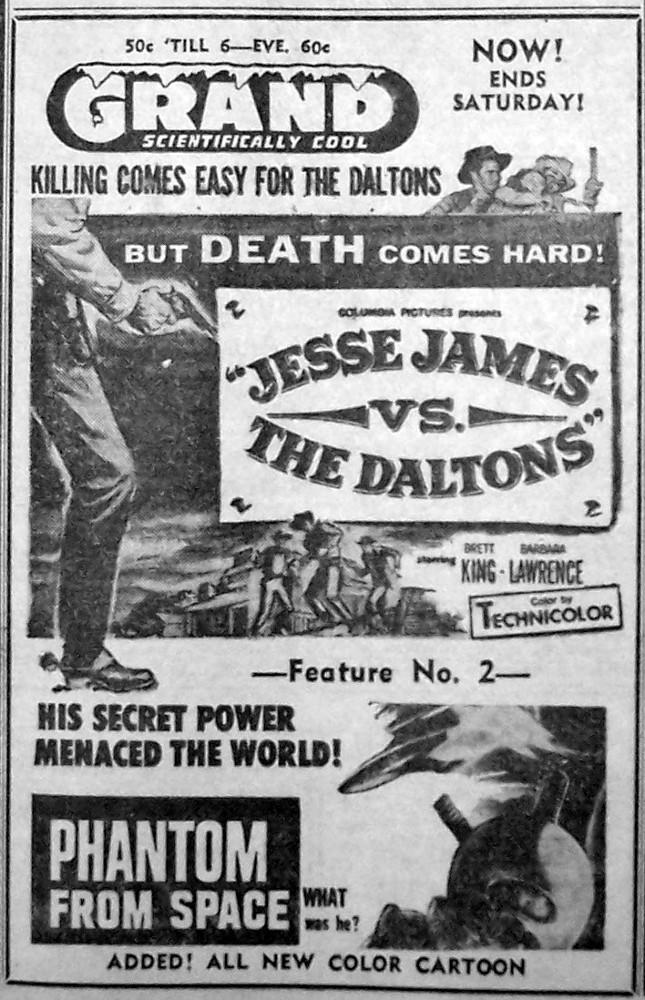 50c 'TILL 6—EVE. 60c
NOW!
ENDS
SATURDAY!
GRAND
SCIENTIFICALLY COOL
KILLING COMES EASY FOR THE DALTONS
BUT DEATH COMES HARD!
COLUMBIA PICTURES presents
"JESSE JAMES
VS.
THE DALTONS"
starring
BRETT BARBARA
KING - LAWRENCE
Color by
TECHNICOLOR
—Feature No. 2—
HIS SECRET POWER
MENACED THE WORLD!
PHANTOM
FROM SPACE
WHAT
was he?
ADDED! ALL NEW COLOR CARTOON